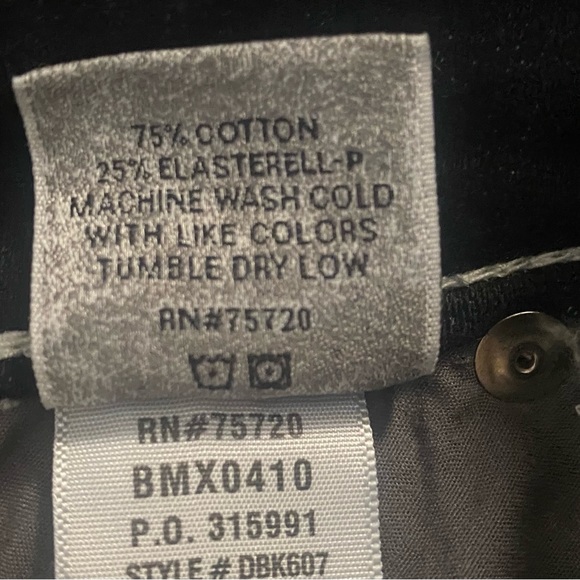 75% COTTON
25% ELASTERELL-P
MACHINE WASH COLD
WITH LIKE COLORS
TUMBLE DRY LOW
RN#75720
RN#75720
BMX0410
P.O. 315991
STYLE # DBK607